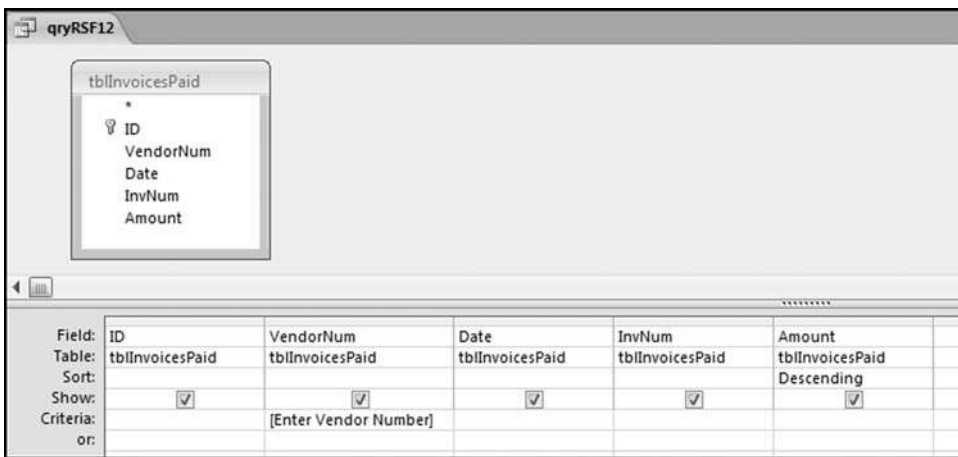 qryRSF12
tblInvoicesPaid
*
ID
VendorNum
Date
InvNum
Amount
Field: ID VendorNum Date InvNum Amount
Table: tblInvoicesPaid tblInvoicesPaid tblInvoicesPaid tblInvoicesPaid tblInvoicesPaid
Sort: Descending
Show:
Criteria: [Enter Vendor Number]
or: